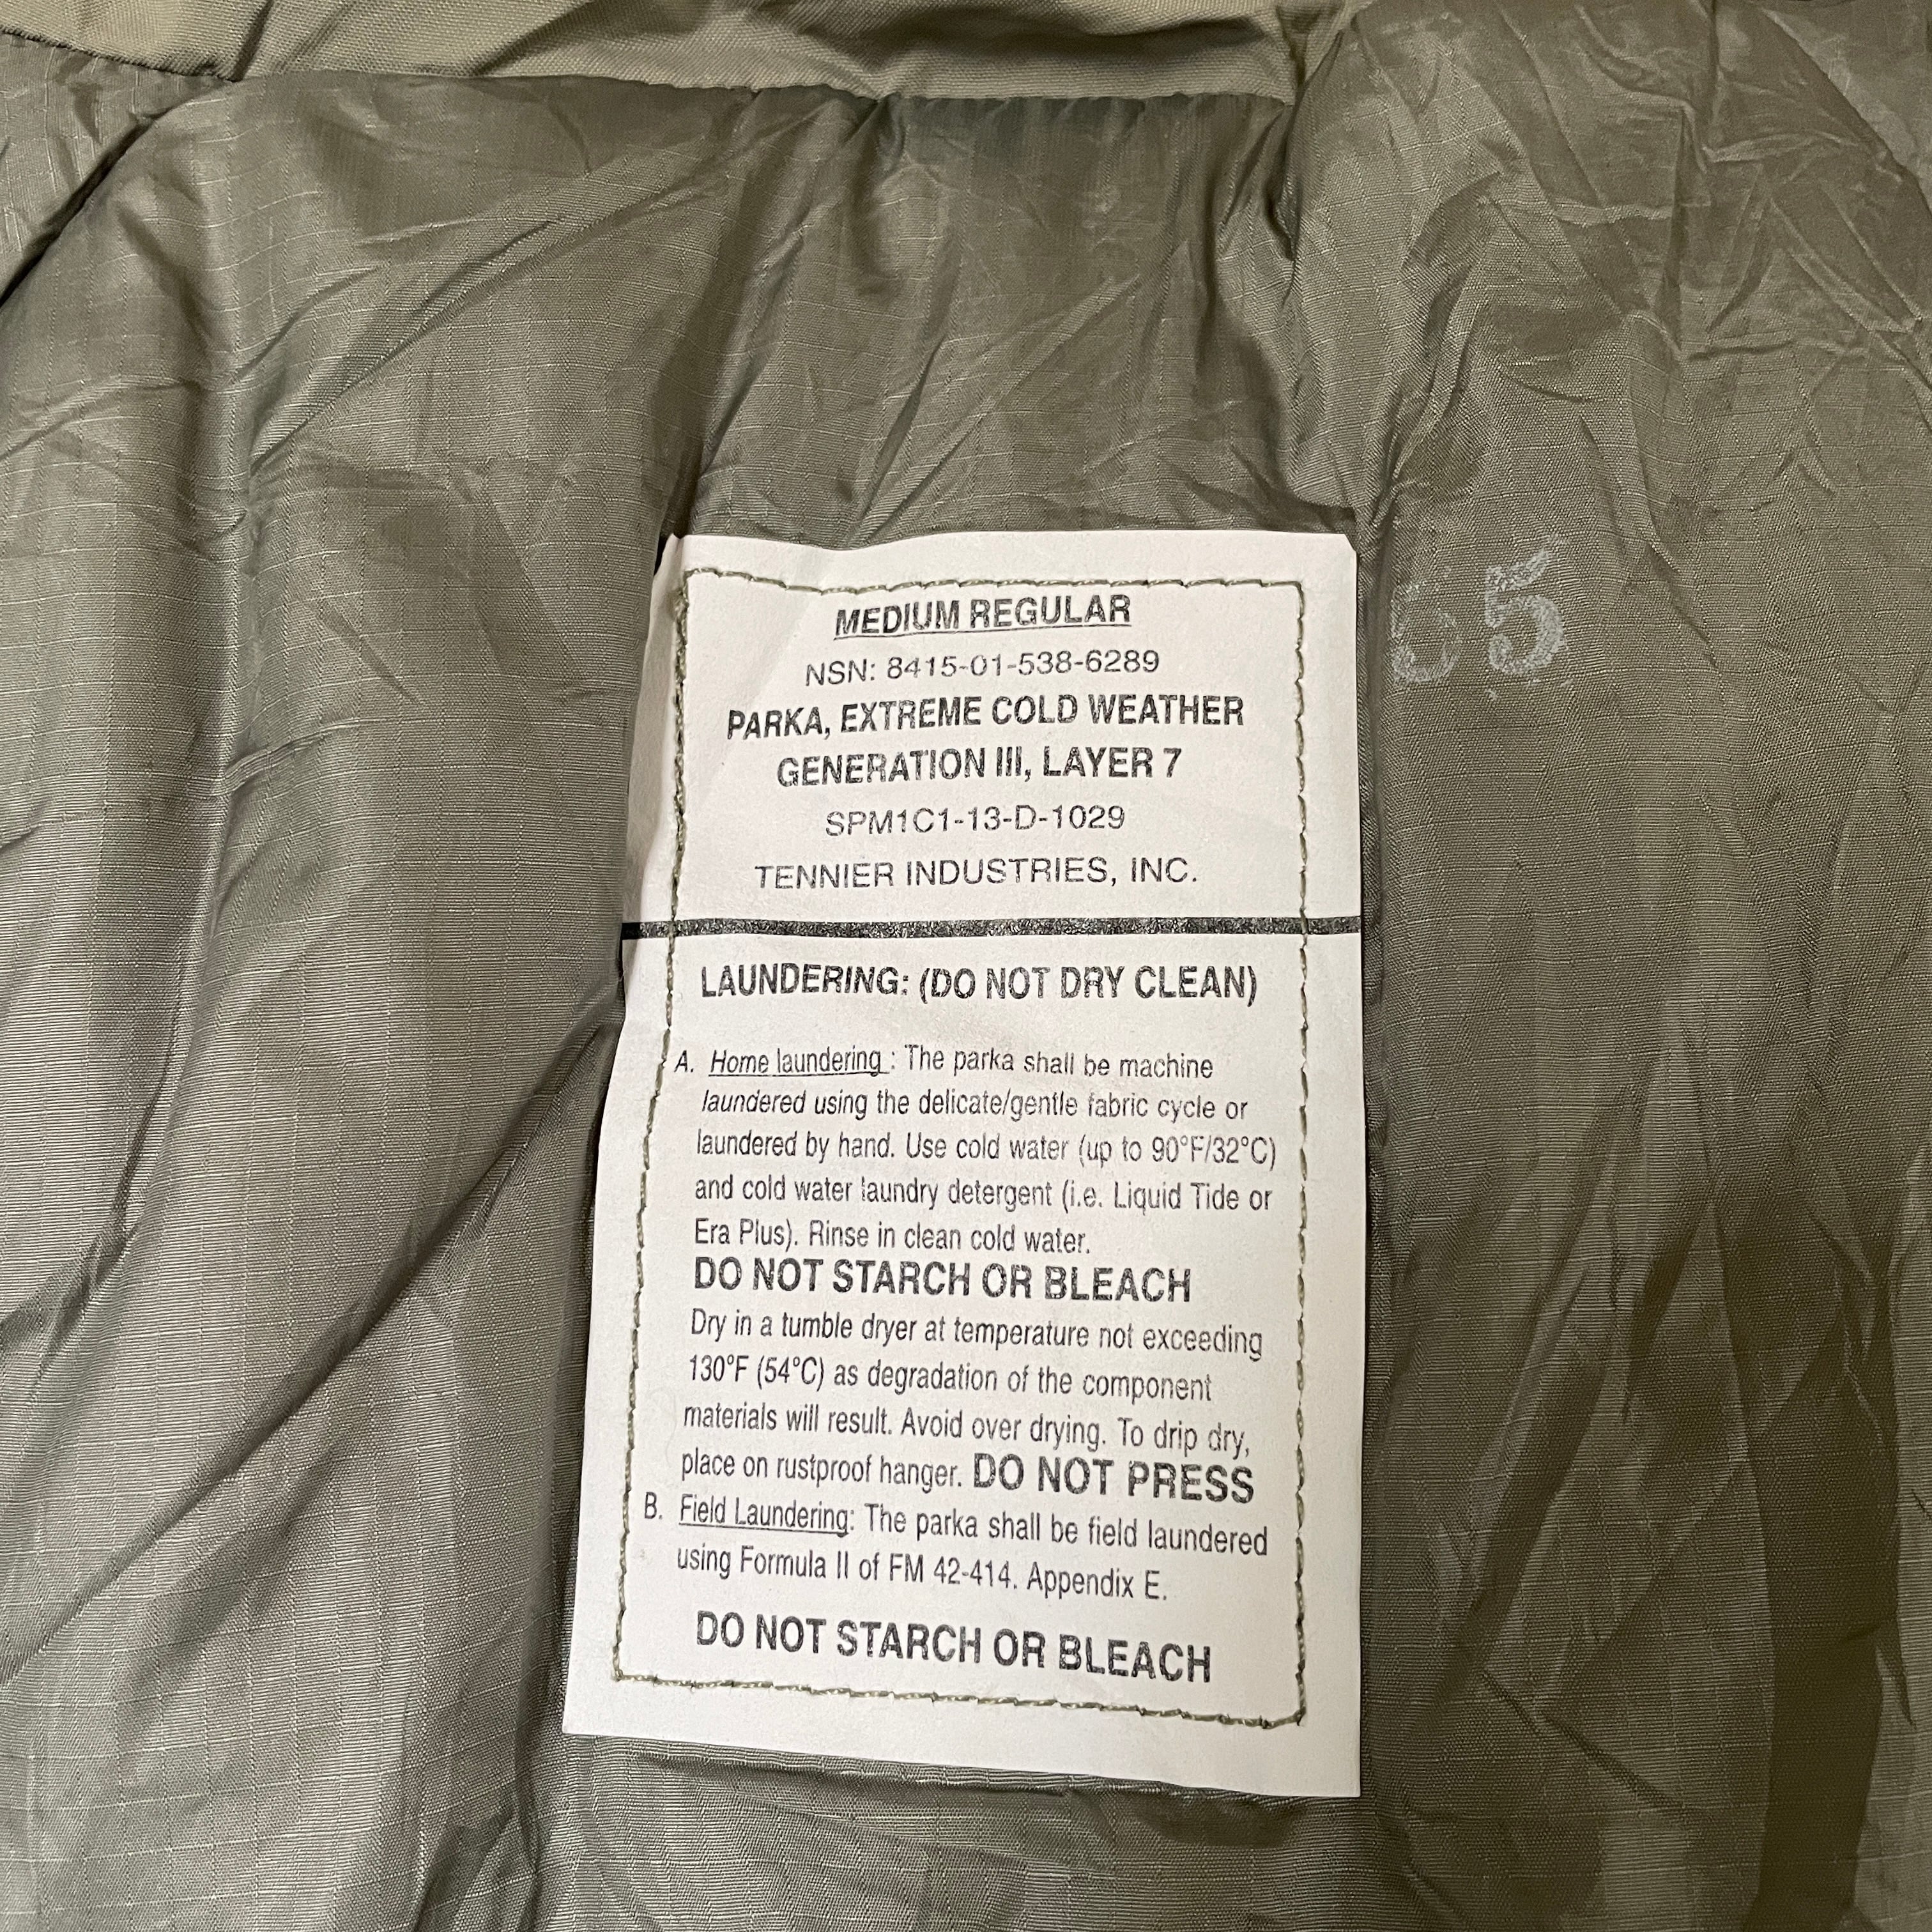 MEDIUM REGULAR
NSN: 8415-01-538-6289
PARKA, EXTREME COLD WEATHER
GENERATION III, LAYER 7
SPM1C1-13-D-1029
TENNIER INDUSTRIES, INC.
55
LAUNDERING: (DO NOT DRY CLEAN)
A. Home laundering : The parka shall be machine
laundered using the delicate/gentle fabric cycle or
laundered by hand. Use cold water (up to 90°F/32°C)
and cold water laundry detergent (i.e. Liquid Tide or
Era Plus). Rinse in clean cold water.
DO NOT STARCH OR BLEACH
Dry in a tumble dryer at temperature not exceeding
130°F (54°C) as degradation of the component
materials will result. Avoid over drying. To drip dry,
place on rustproof hanger. DO NOT PRESS
B. Field Laundering: The parka shall be field laundered
using Formula II of FM 42-414. Appendix E.
DO NOT STARCH OR BLEACH